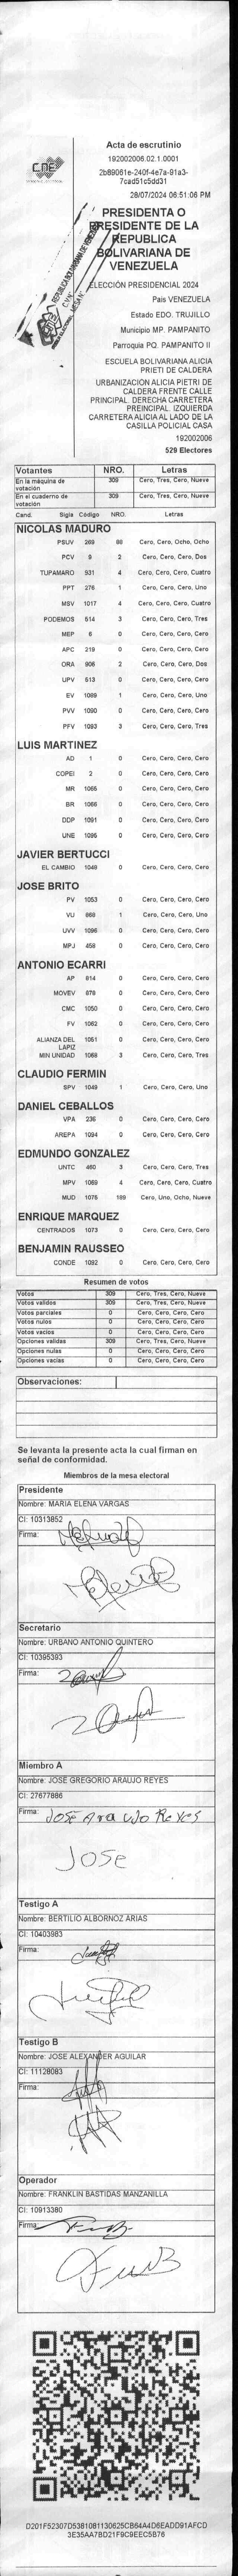 CNE
Acta de escrutinio
192002006.02.1.0001
2b89061e-240f-4e7a-91a3-
7cad51c5dd31
28/07/2024 06:51:06 PM
PRESIDENTA O
PRESIDENTE DE LA
REPUBLICA
BOLIVARIANA DE
VENEZUELA
ELECCIÓN PRESIDENCIAL 2024
Pais VENEZUELA
Estado EDO. TRUJILLO
Municipio MP. PAMPANITO
Parroquia PQ. PAMPANITO II
ESCUELA BOLIVARIANA ALICIA
PRIETI DE CALDERA
URBANIZACION ALICIA PIETRI DE
CALDERA FRENTE CALLE
PRINCIPAL. DERECHA CARRETERA
PREINCIPAL. IZQUIERDA
CARRETERA ALICIA AL LADO DE LA
CASILLA POLICIAL CASA
192002006
529 Electores
Votantes NRO. Letras
En la máquina de votación 309 Cero, Tres, Cero, Nueve
En el cuaderno de votación 309 Cero, Tres, Cero, Nueve
Cand. Sigla Código NRO. Letras
NICOLAS MADURO
PSUV 269 88 Cero, Cero, Ocho, Ocho
PCV 9 2 Cero, Cero, Cero, Dos
TUPAMARO 931 4 Cero, Cero, Cero, Cuatro
PPT 276 1 Cero, Cero, Cero, Uno
MSV 1017 4 Cero, Cero, Cero, Cuatro
PODEMOS 514 3 Cero, Cero, Cero, Tres
MEP 6 0 Cero, Cero, Cero, Cero
APC 219 0 Cero, Cero, Cero, Cero
ORA 906 2 Cero, Cero, Cero, Dos
UPV 513 0 Cero, Cero, Cero, Cero
EV 1089 1 Cero, Cero, Cero, Uno
PVV 1090 0 Cero, Cero, Cero, Cero
PFV 1093 3 Cero, Cero, Cero, Tres
LUIS MARTINEZ
AD 1 0 Cero, Cero, Cero, Cero
COPEI 2 0 Cero, Cero, Cero, Cero
MR 1065 0 Cero, Cero, Cero, Cero
BR 1066 0 Cero, Cero, Cero, Cero
DDP 1091 0 Cero, Cero, Cero, Cero
UNE 1095 0 Cero, Cero, Cero, Cero
JAVIER BERTUCCI
EL CAMBIO 1048 0 Cero, Cero, Cero, Cero
JOSE BRITO
PV 1053 0 Cero, Cero, Cero, Cero
VU 868 1 Cero, Cero, Cero, Uno
UVV 1096 0 Cero, Cero, Cero, Cero
MPJ 458 0 Cero, Cero, Cero, Cero
ANTONIO ECARRI
AP 814 0 Cero, Cero, Cero, Cero
MOVEV 879 0 Cero, Cero, Cero, Cero
CMC 1050 0 Cero, Cero, Cero, Cero
FV 1062 0 Cero, Cero, Cero, Cero
ALIANZA DEL LAPIZ 1051 0 Cero, Cero, Cero, Cero
MIN UNIDAD 1068 3 Cero, Cero, Cero, Tres
CLAUDIO FERMIN
SPV 1049 1 Cero, Cero, Cero, Uno
DANIEL CEBALLOS
VPA 236 0 Cero, Cero, Cero, Cero
AREPA 1094 0 Cero, Cero, Cero, Cero
EDMUNDO GONZALEZ
UNTC 460 3 Cero, Cero, Cero, Tres
MPV 1069 4 Cero, Cero, Cero, Cuatro
MUD 1076 189 Cero, Uno, Ocho, Nueve
ENRIQUE MARQUEZ
CENTRADOS 1073 0 Cero, Cero, Cero, Cero
BENJAMIN RAUSSEO
CONDE 1092 0 Cero, Cero, Cero, Cero
Resumen de votos
Votos 309 Cero, Tres, Cero, Nueve
Votos validos 309 Cero, Tres, Cero, Nueve
Votos parciales 0 Cero, Cero, Cero, Cero
Votos nulos 0 Cero, Cero, Cero, Cero
Votos vacios 0 Cero, Cero, Cero, Cero
Opciones validas 309 Cero, Tres, Cero, Nueve
Opciones nulas 0 Cero, Cero, Cero, Cero
Opciones vacias 0 Cero, Cero, Cero, Cero
Observaciones:
Se levanta la presente acta la cual firman en
señal de conformidad.
Miembros de la mesa electoral
Presidente
Nombre: MARIA ELENA VARGAS
CI: 10313852
Firma:
Secretario
Nombre: URBANO ANTONIO QUINTERO
CI: 10395393
Firma:
Miembro A
Nombre: JOSE GREGORIO ARAUJO REYES
CI: 27677886
Firma: JOSE Araujo Reyes
JOSE
Testigo A
Nombre: BERTILIO ALBORNOZ ARIAS
CI: 10403983
Firma:
Testigo B
Nombre: JOSE ALEXANDER AGUILAR
CI: 11128083
Firma:
Operador
Nombre: FRANKLIN BASTIDAS MANZANILLA
CI: 10913380
Firma:
D201F52307D5381081130625CB64A4D6EADD91AFCD
3E35AA7BD21F9C9EEC5B76